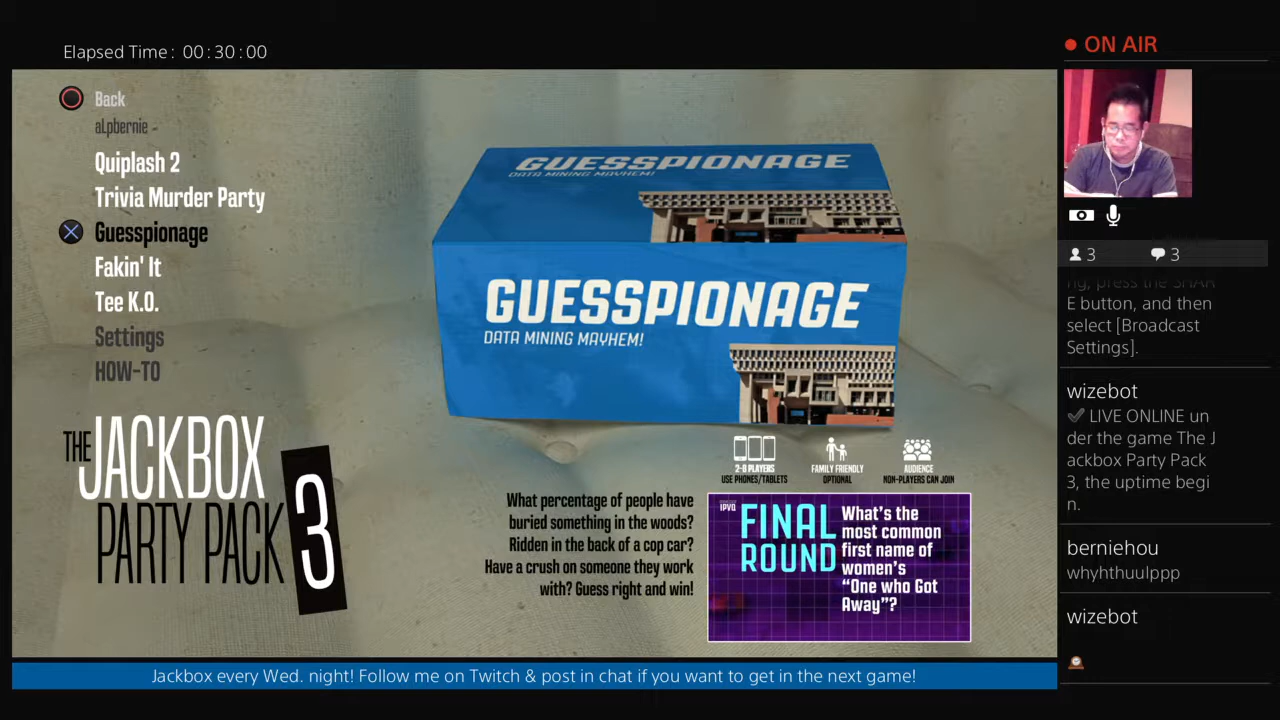 Elapsed Time: 00:30:00
ON AIR
Back
aLpbernie -
Quiplash 2
Trivia Murder Party
Guesspionage
Fakin' It
Tee K.O.
Settings
HOW-TO
THE JACKBOX
PARTY PACK 3
GUESSPIONAGE
DATA MINING MAYHEM!
GUESSPIONAGE
DATA MINING MAYHEM!
2-8 PLAYERS
USE PHONES/TABLETS
FAMILY FRIENDLY
OPTIONAL
AUDIENCE
NON-PLAYERS CAN JOIN
What percentage of people have
buried something in the woods?
Ridden in the back of a cop car?
Have a crush on someone they work
with? Guess right and win!
FINAL
ROUND
What's the
most common
first name of
women's
“One who Got
Away”?
3
3
ng, press the SHAR
E button, and then
select [Broadcast
Settings].
wizebot
✔ LIVE ONLINE un
der the game The J
ackbox Party Pack
3, the uptime begi
n.
berniehou
whyhthuulppp
wizebot
Jackbox every Wed. night! Follow me on Twitch & post in chat if you want to get in the next game!